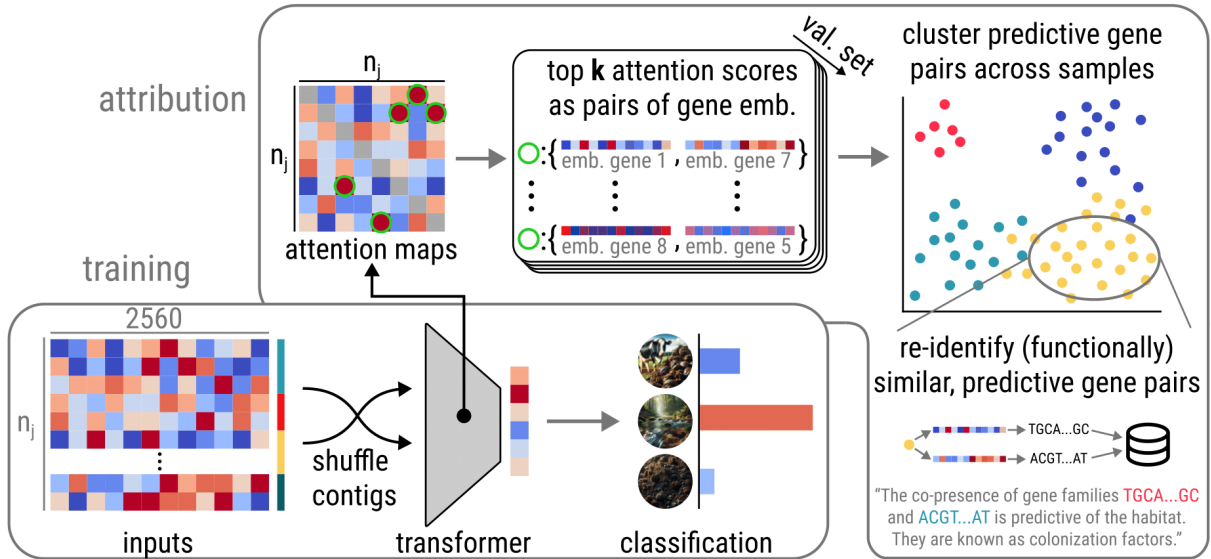 attribution
n_j
n_j
attention maps
top k attention scores
as pairs of gene emb.
:{ , }
emb. gene 1 emb. gene 7
:{ , }
emb. gene 8 emb. gene 5
val. set
cluster predictive gene
pairs across samples
training
2560
n_j
inputs
shuffle
contigs
transformer
classification
re-identify (functionally)
similar, predictive gene pairs
TGCA...GC
ACGT...AT
“The co-presence of gene families TGCA...GC
and ACGT...AT is predictive of the habitat.
They are known as colonization factors.”